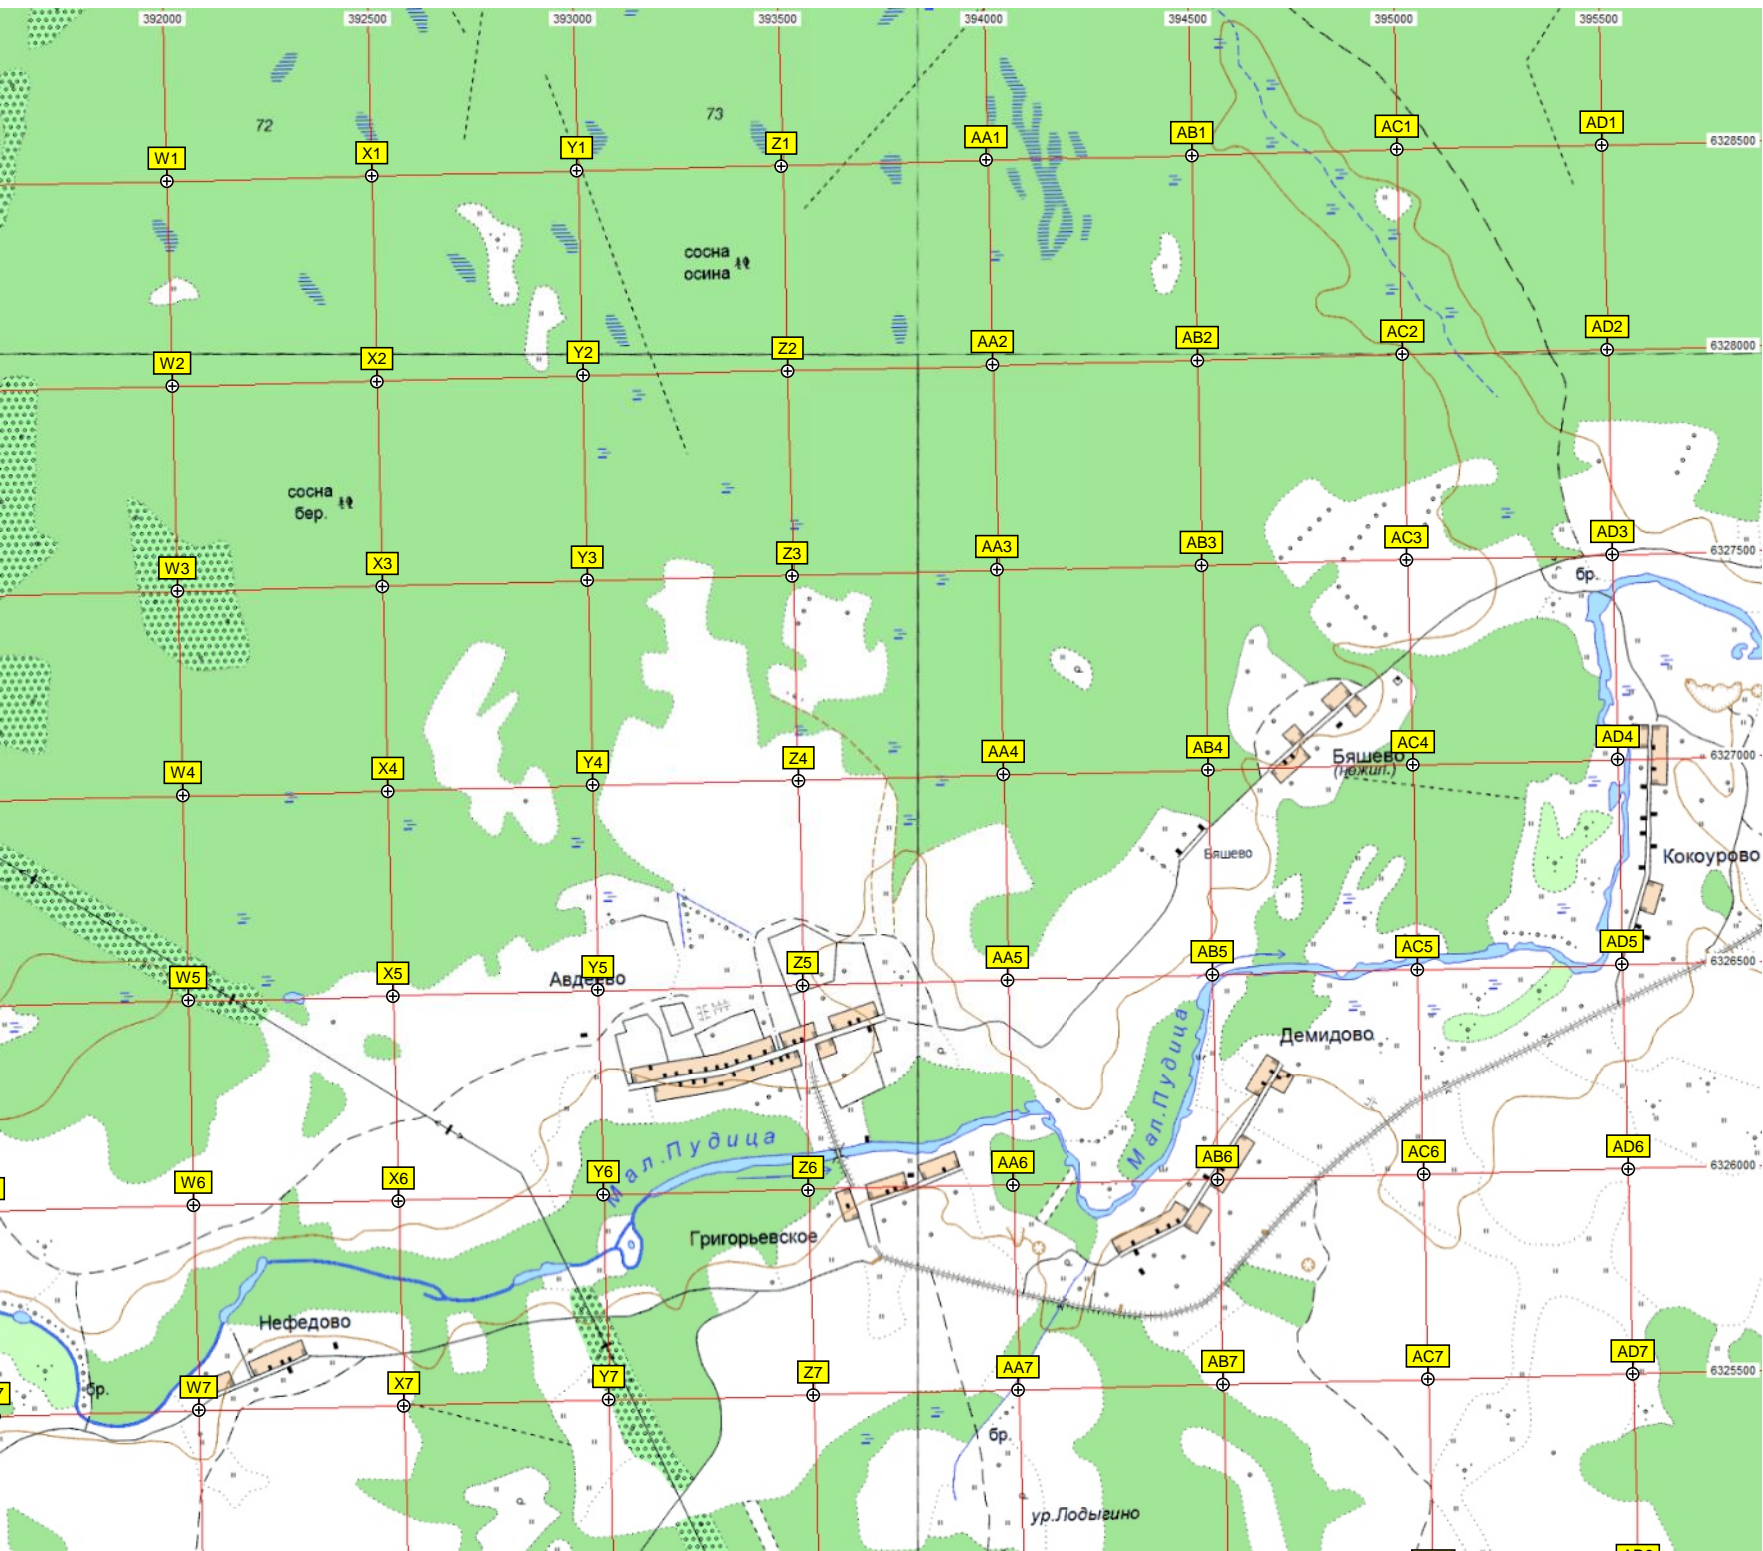 392000 392500 393000 393500 394000 394500 395000 395500
72
73
W1 X1 Y1 Z1 AA1 AB1 AC1 AD1
6328500
сосна
осина
W2 X2 Y2 Z2 AA2 AB2 AC2 AD2
6328000
сосна
бер.
W3 X3 Y3 Z3 AA3 AB3 AC3 AD3
6327500
бр.
W4 X4 Y4 Z4 AA4 AB4 AC4 AD4
6327000
Бяшево
(нежил.)
Бяшево
Кокоурово
W5 X5 Y5 Z5 AA5 AB5 AC5 AD5
6326500
Авдеево
Демидово
Мал.Пудица
Мал.Пудица
W6 X6 Y6 Z6 AA6 AB6 AC6 AD6
6326000
Григорьевское
Нефедово
W7 X7 Y7 Z7 AA7 AB7 AC7 AD7
6325500
бр.
бр.
ур.Лодыгино